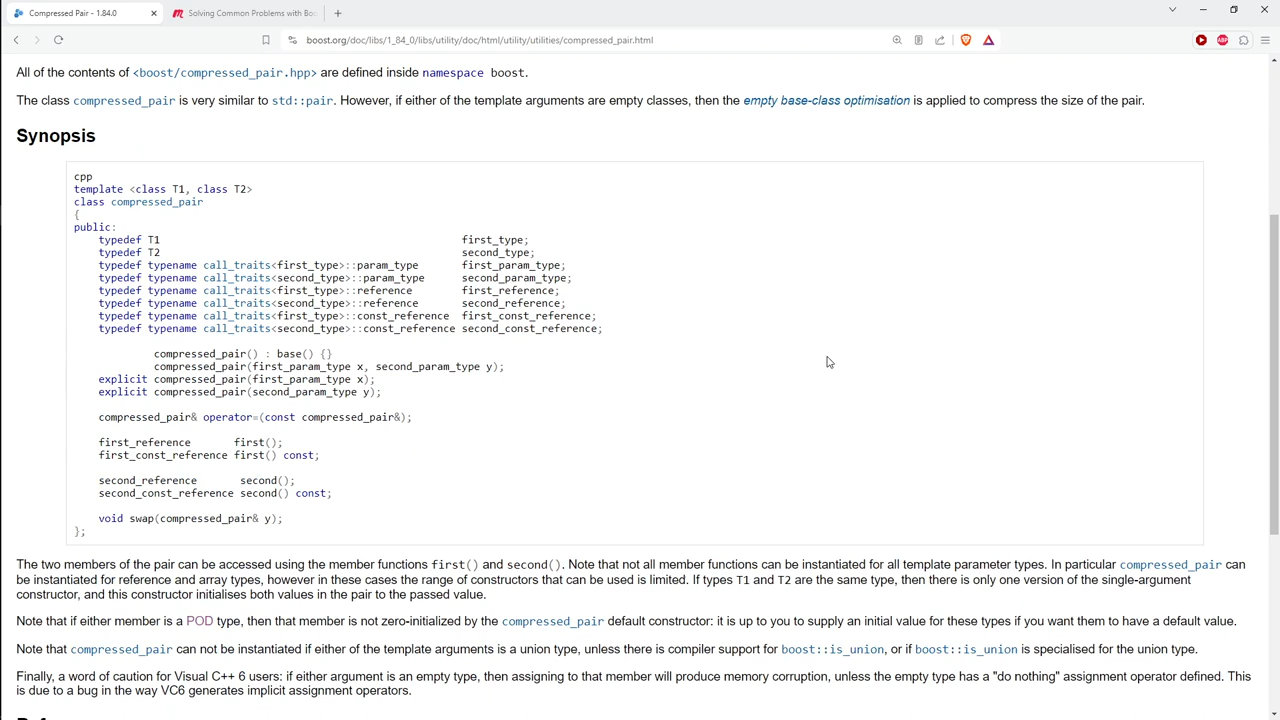 Compressed Pair - 1.84.0
Solving Common Problems with Boo
boost.org/doc/libs/1_84_0/libs/utility/doc/html/utility/utilities/compressed_pair.html
ABP
All of the contents of <boost/compressed_pair.hpp> are defined inside namespace boost.
The class compressed_pair is very similar to std::pair. However, if either of the template arguments are empty classes, then the empty base-class optimisation is applied to compress the size of the pair.
Synopsis
cpp
template <class T1, class T2>
class compressed_pair
{
public:
    typedef T1                                                 first_type;
    typedef T2                                                 second_type;
    typedef typename call_traits<first_type>::param_type       first_param_type;
    typedef typename call_traits<second_type>::param_type      second_param_type;
    typedef typename call_traits<first_type>::reference        first_reference;
    typedef typename call_traits<second_type>::reference       second_reference;
    typedef typename call_traits<first_type>::const_reference  first_const_reference;
    typedef typename call_traits<second_type>::const_reference second_const_reference;
             compressed_pair() : base() {}
             compressed_pair(first_param_type x, second_param_type y);
    explicit compressed_pair(first_param_type x);
    explicit compressed_pair(second_param_type y);
    compressed_pair& operator=(const compressed_pair&);
    first_reference       first();
    first_const_reference first() const;
    second_reference       second();
    second_const_reference second() const;
    void swap(compressed_pair& y);
};
The two members of the pair can be accessed using the member functions first() and second(). Note that not all member functions can be instantiated for all template parameter types. In particular compressed_pair can
be instantiated for reference and array types, however in these cases the range of constructors that can be used is limited. If types T1 and T2 are the same type, then there is only one version of the single-argument
constructor, and this constructor initialises both values in the pair to the passed value.
Note that if either member is a POD type, then that member is not zero-initialized by the compressed_pair default constructor: it is up to you to supply an initial value for these types if you want them to have a default value.
Note that compressed_pair can not be instantiated if either of the template arguments is a union type, unless there is compiler support for boost::is_union, or if boost::is_union is specialised for the union type.
Finally, a word of caution for Visual C++ 6 users: if either argument is an empty type, then assigning to that member will produce memory corruption, unless the empty type has a "do nothing" assignment operator defined. This
is due to a bug in the way VC6 generates implicit assignment operators.